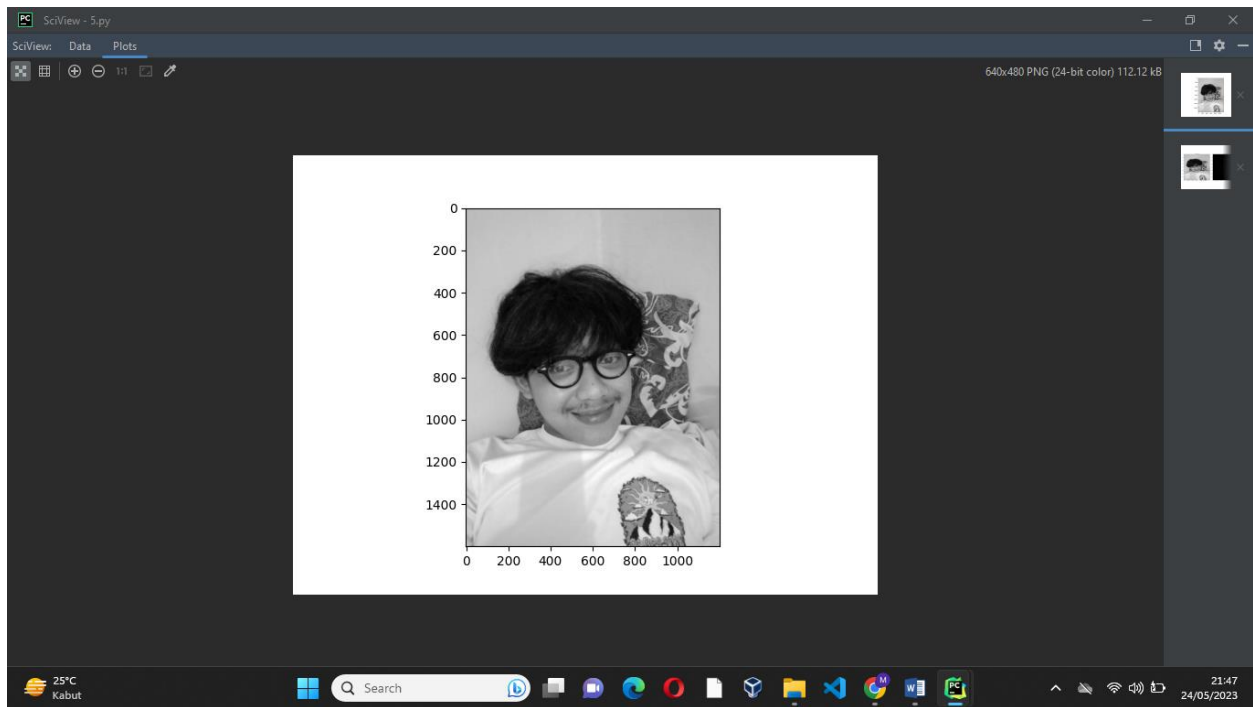 PC SciView - 5.py
SciView: Data Plots
1:1
640x480 PNG (24-bit color) 112.12 kB
0
200
400
600
800
1000
1200
1400
0 200 400 600 800 1000
25°C
Kabut
Search
M
PC
21:47
24/05/2023